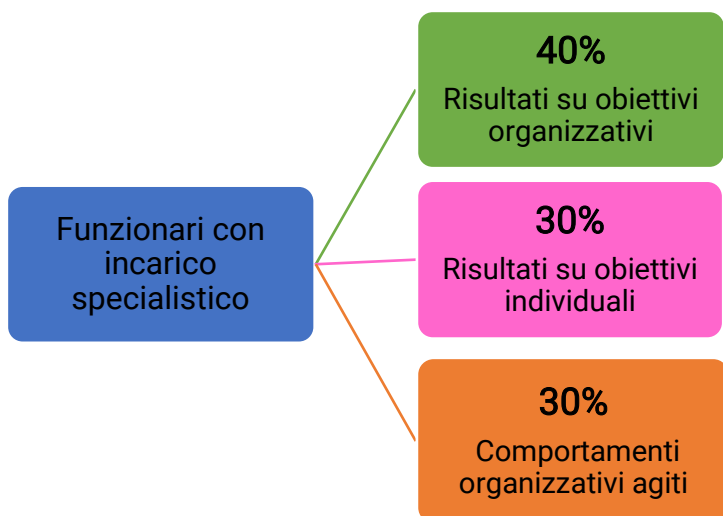 Funzionari con
incarico
specialistico
40%
Risultati su obiettivi
organizzativi
30%
Risultati su obiettivi
individuali
30%
Comportamenti
organizzativi agiti